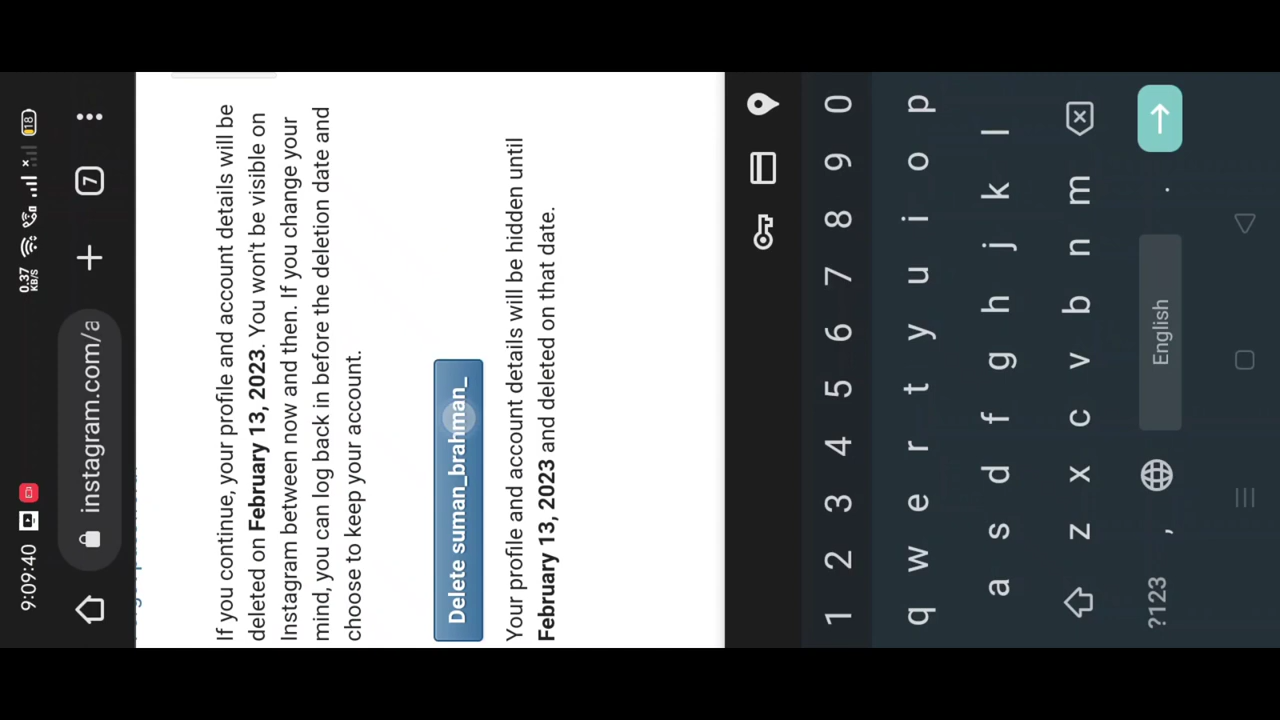 9:09:40
0.37
KB/S
18
instagram.com/a
7
If you continue, your profile and account details will be
deleted on February 13, 2023. You won't be visible on
Instagram between now and then. If you change your
mind, you can log back in before the deletion date and
choose to keep your account.
Delete suman_brahman_
Your profile and account details will be hidden until
February 13, 2023 and deleted on that date.
1 2 3 4 5 6 7 8 9 0
q w e r t y u i o p
a s d f g h j k l
z x c v b n m
?123 , English .